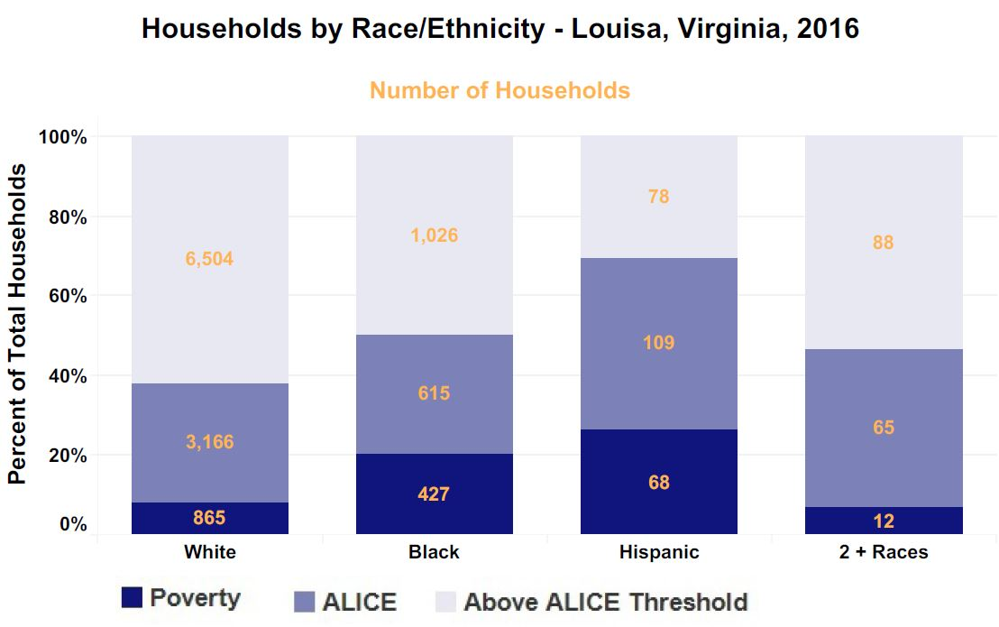 Households by Race/Ethnicity - Louisa, Virginia, 2016
Number of Households
Percent of Total Households
100%
80%
60%
40%
20%
0%
6,504
3,166
865
1,026
615
427
78
109
68
88
65
12
White
Black
Hispanic
2 + Races
Poverty
ALICE
Above ALICE Threshold